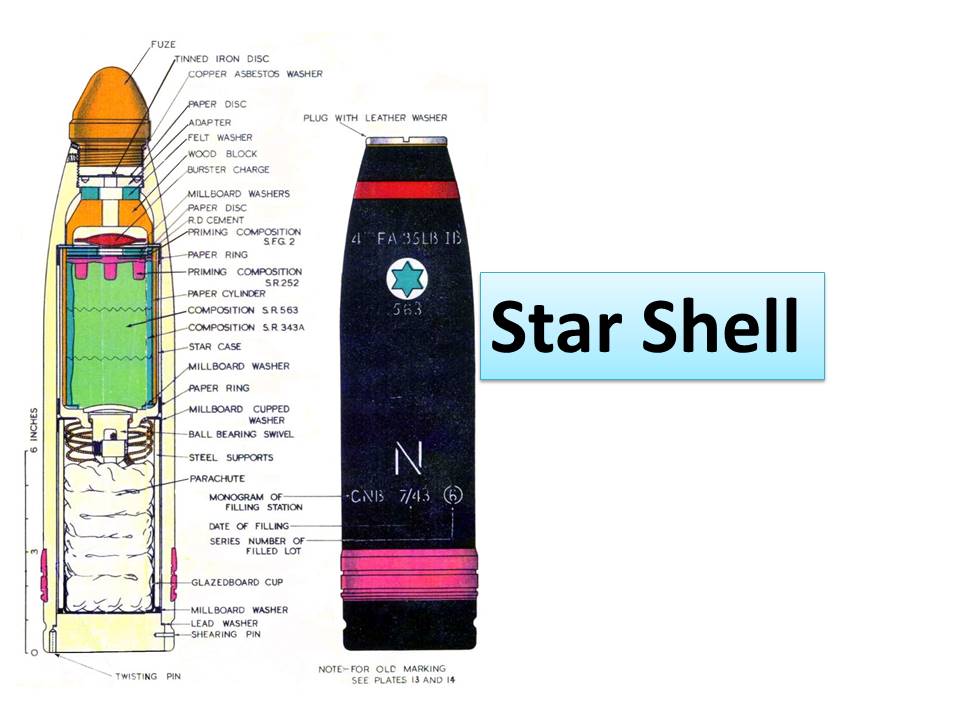 FUZE
TINNED IRON DISC
COPPER ASBESTOS WASHER
PAPER DISC
ADAPTER
FELT WASHER
WOOD BLOCK
BURSTER CHARGE
MILLBOARD WASHERS
PAPER DISC
R.D CEMENT
PRIMING COMPOSITION
S.F.G. 2
PAPER RING
PRIMING COMPOSITION
S.R.252
PAPER CYLINDER
COMPOSITION S.R.563
COMPOSITION S.R.343A
STAR CASE
MILLBOARD WASHER
PAPER RING
MILLBOARD CUPPED
WASHER
BALL BEARING SWIVEL
STEEL SUPPORTS
PARACHUTE
MONOGRAM OF
FILLING STATION
DATE OF FILLING
SERIES NUMBER OF
FILLED LOT
GLAZEDBOARD CUP
MILLBOARD WASHER
LEAD WASHER
SHEARING PIN
TWISTING PIN
6 INCHES
3
0
PLUG WITH LEATHER WASHER
4" FA 35LB IB
563
N
CNB 7/43 6
NOTE:-FOR OLD MARKING
SEE PLATES 13 AND 14
Star Shell